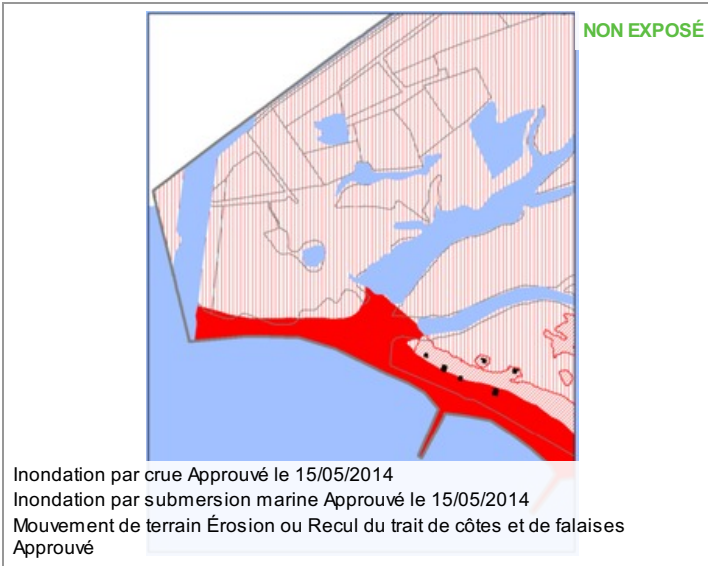 NON EXPOSÉ
Inondation par crue Approuvé le 15/05/2014
Inondation par submersion marine Approuvé le 15/05/2014
Mouvement de terrain Érosion ou Recul du trait de côtes et de falaises
Approuvé